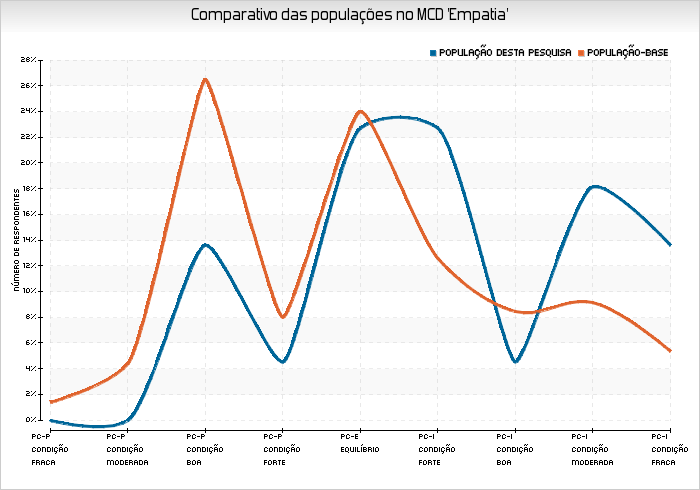 Comparativo das populações no MCD 'Empatia'
POPULAÇÃO DESTA PESQUISA POPULAÇÃO-BASE
28%
26%
24%
22%
20%
18%
16%
14%
12%
10%
8%
6%
4%
2%
0%
NÚMERO DE RESPONDENTES
PC-P CONDIÇÃO FRACA
PC-P CONDIÇÃO MODERADA
PC-P CONDIÇÃO BOA
PC-P CONDIÇÃO FORTE
PC-E EQUILÍBRIO
PC-I CONDIÇÃO FORTE
PC-I CONDIÇÃO BOA
PC-I CONDIÇÃO MODERADA
PC-I CONDIÇÃO FRACA